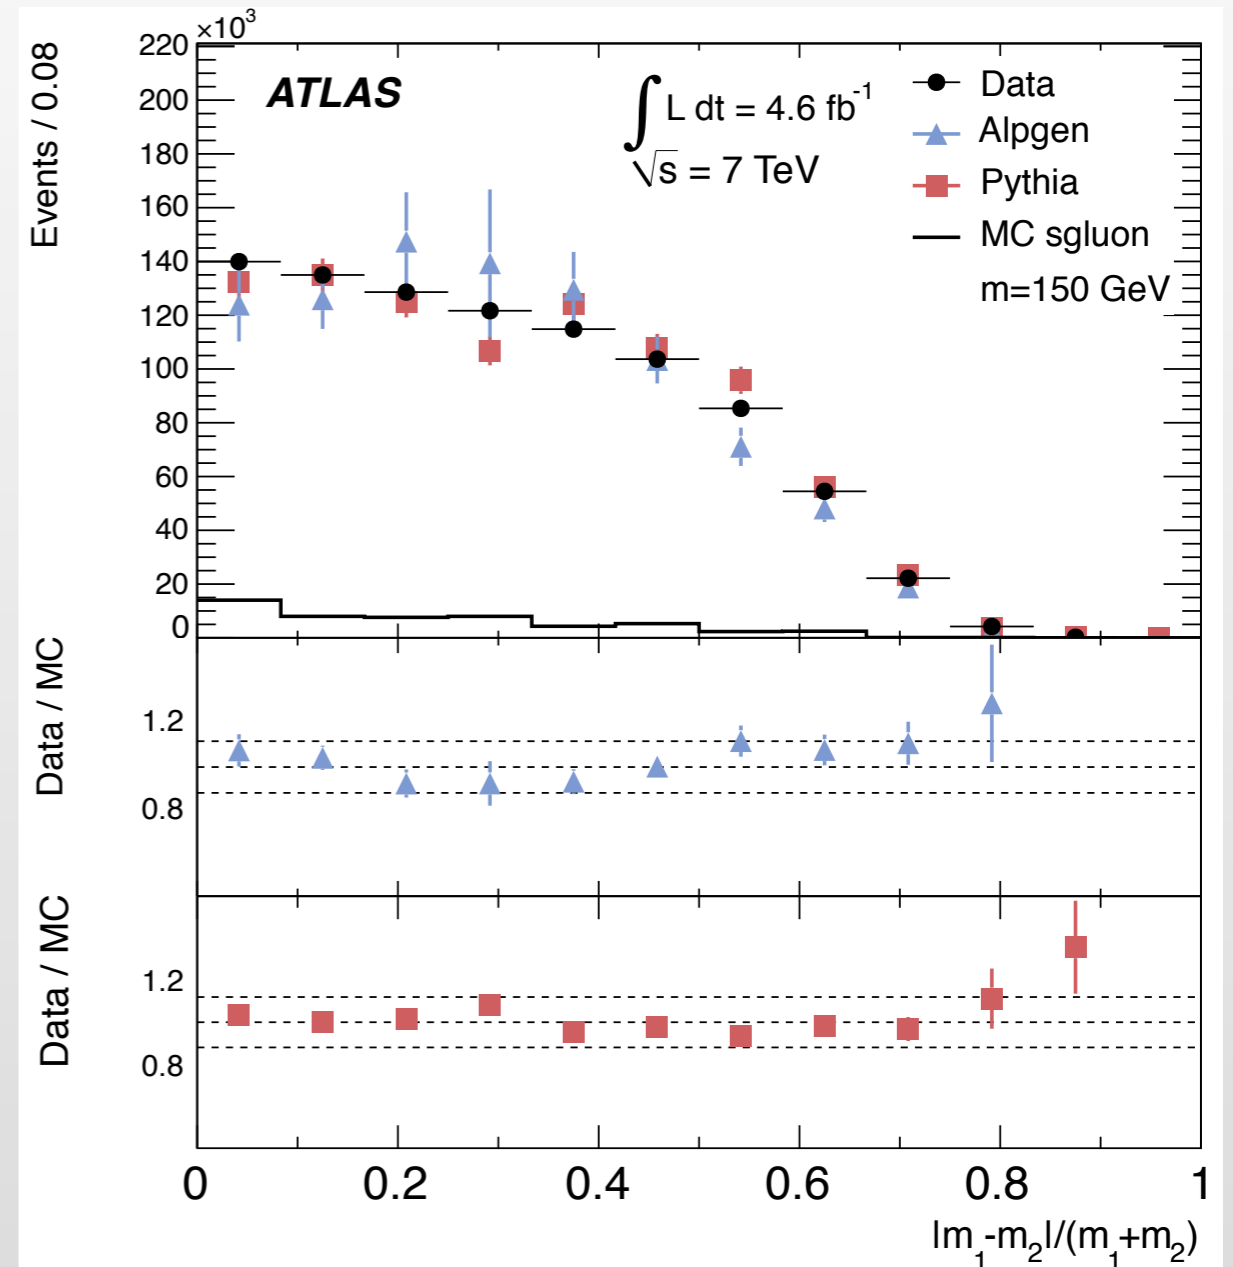 ×10³
Events / 0.08
220
200
180
160
140
120
100
80
60
40
20
0
ATLAS
∫ L dt = 4.6 fb⁻¹
√s = 7 TeV
Data
Alpgen
Pythia
MC sgluon
m=150 GeV
Data / MC
1.2
0.8
Data / MC
1.2
0.8
0 0.2 0.4 0.6 0.8 1
|m₁-m₂|/(m₁+m₂)